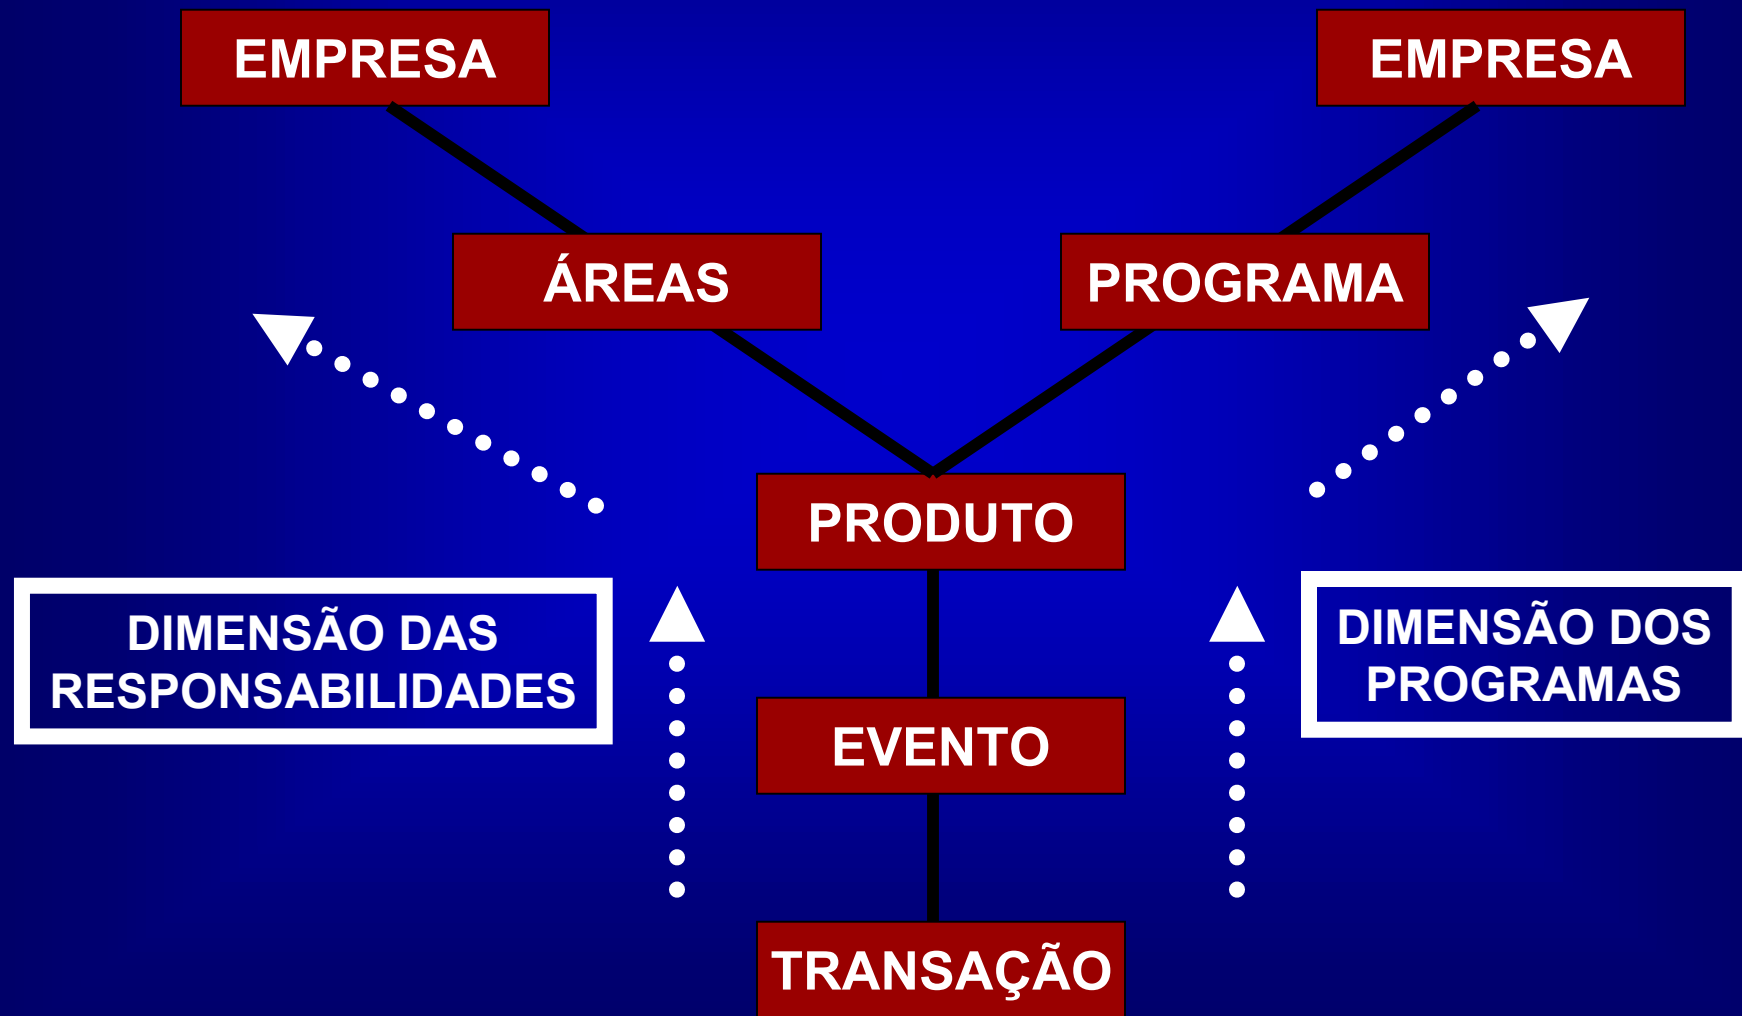 EMPRESA
EMPRESA
ÁREAS
PROGRAMA
PRODUTO
DIMENSÃO DAS
RESPONSABILIDADES
DIMENSÃO DOS
PROGRAMAS
EVENTO
TRANSAÇÃO